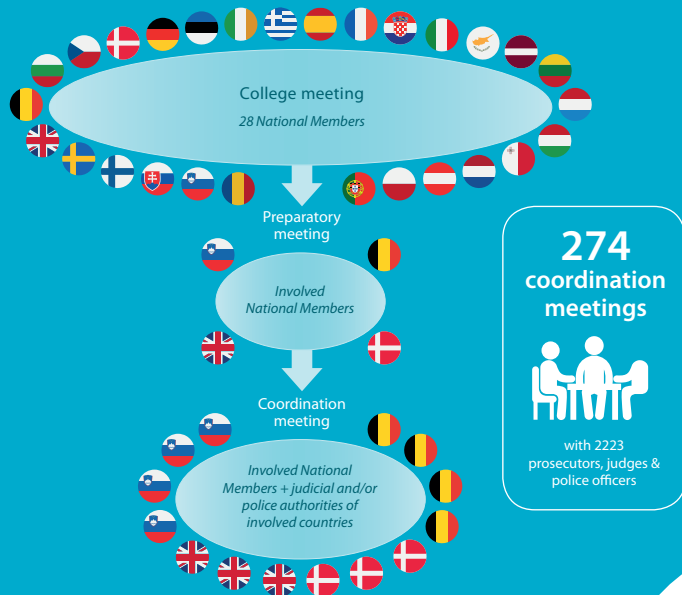 College meeting
28 National Members
Preparatory
meeting
Involved
National Members
Coordination
meeting
Involved National
Members + judicial and/or
police authorities of
involved countries
274
coordination
meetings
with 2223
prosecutors, judges &
police officers